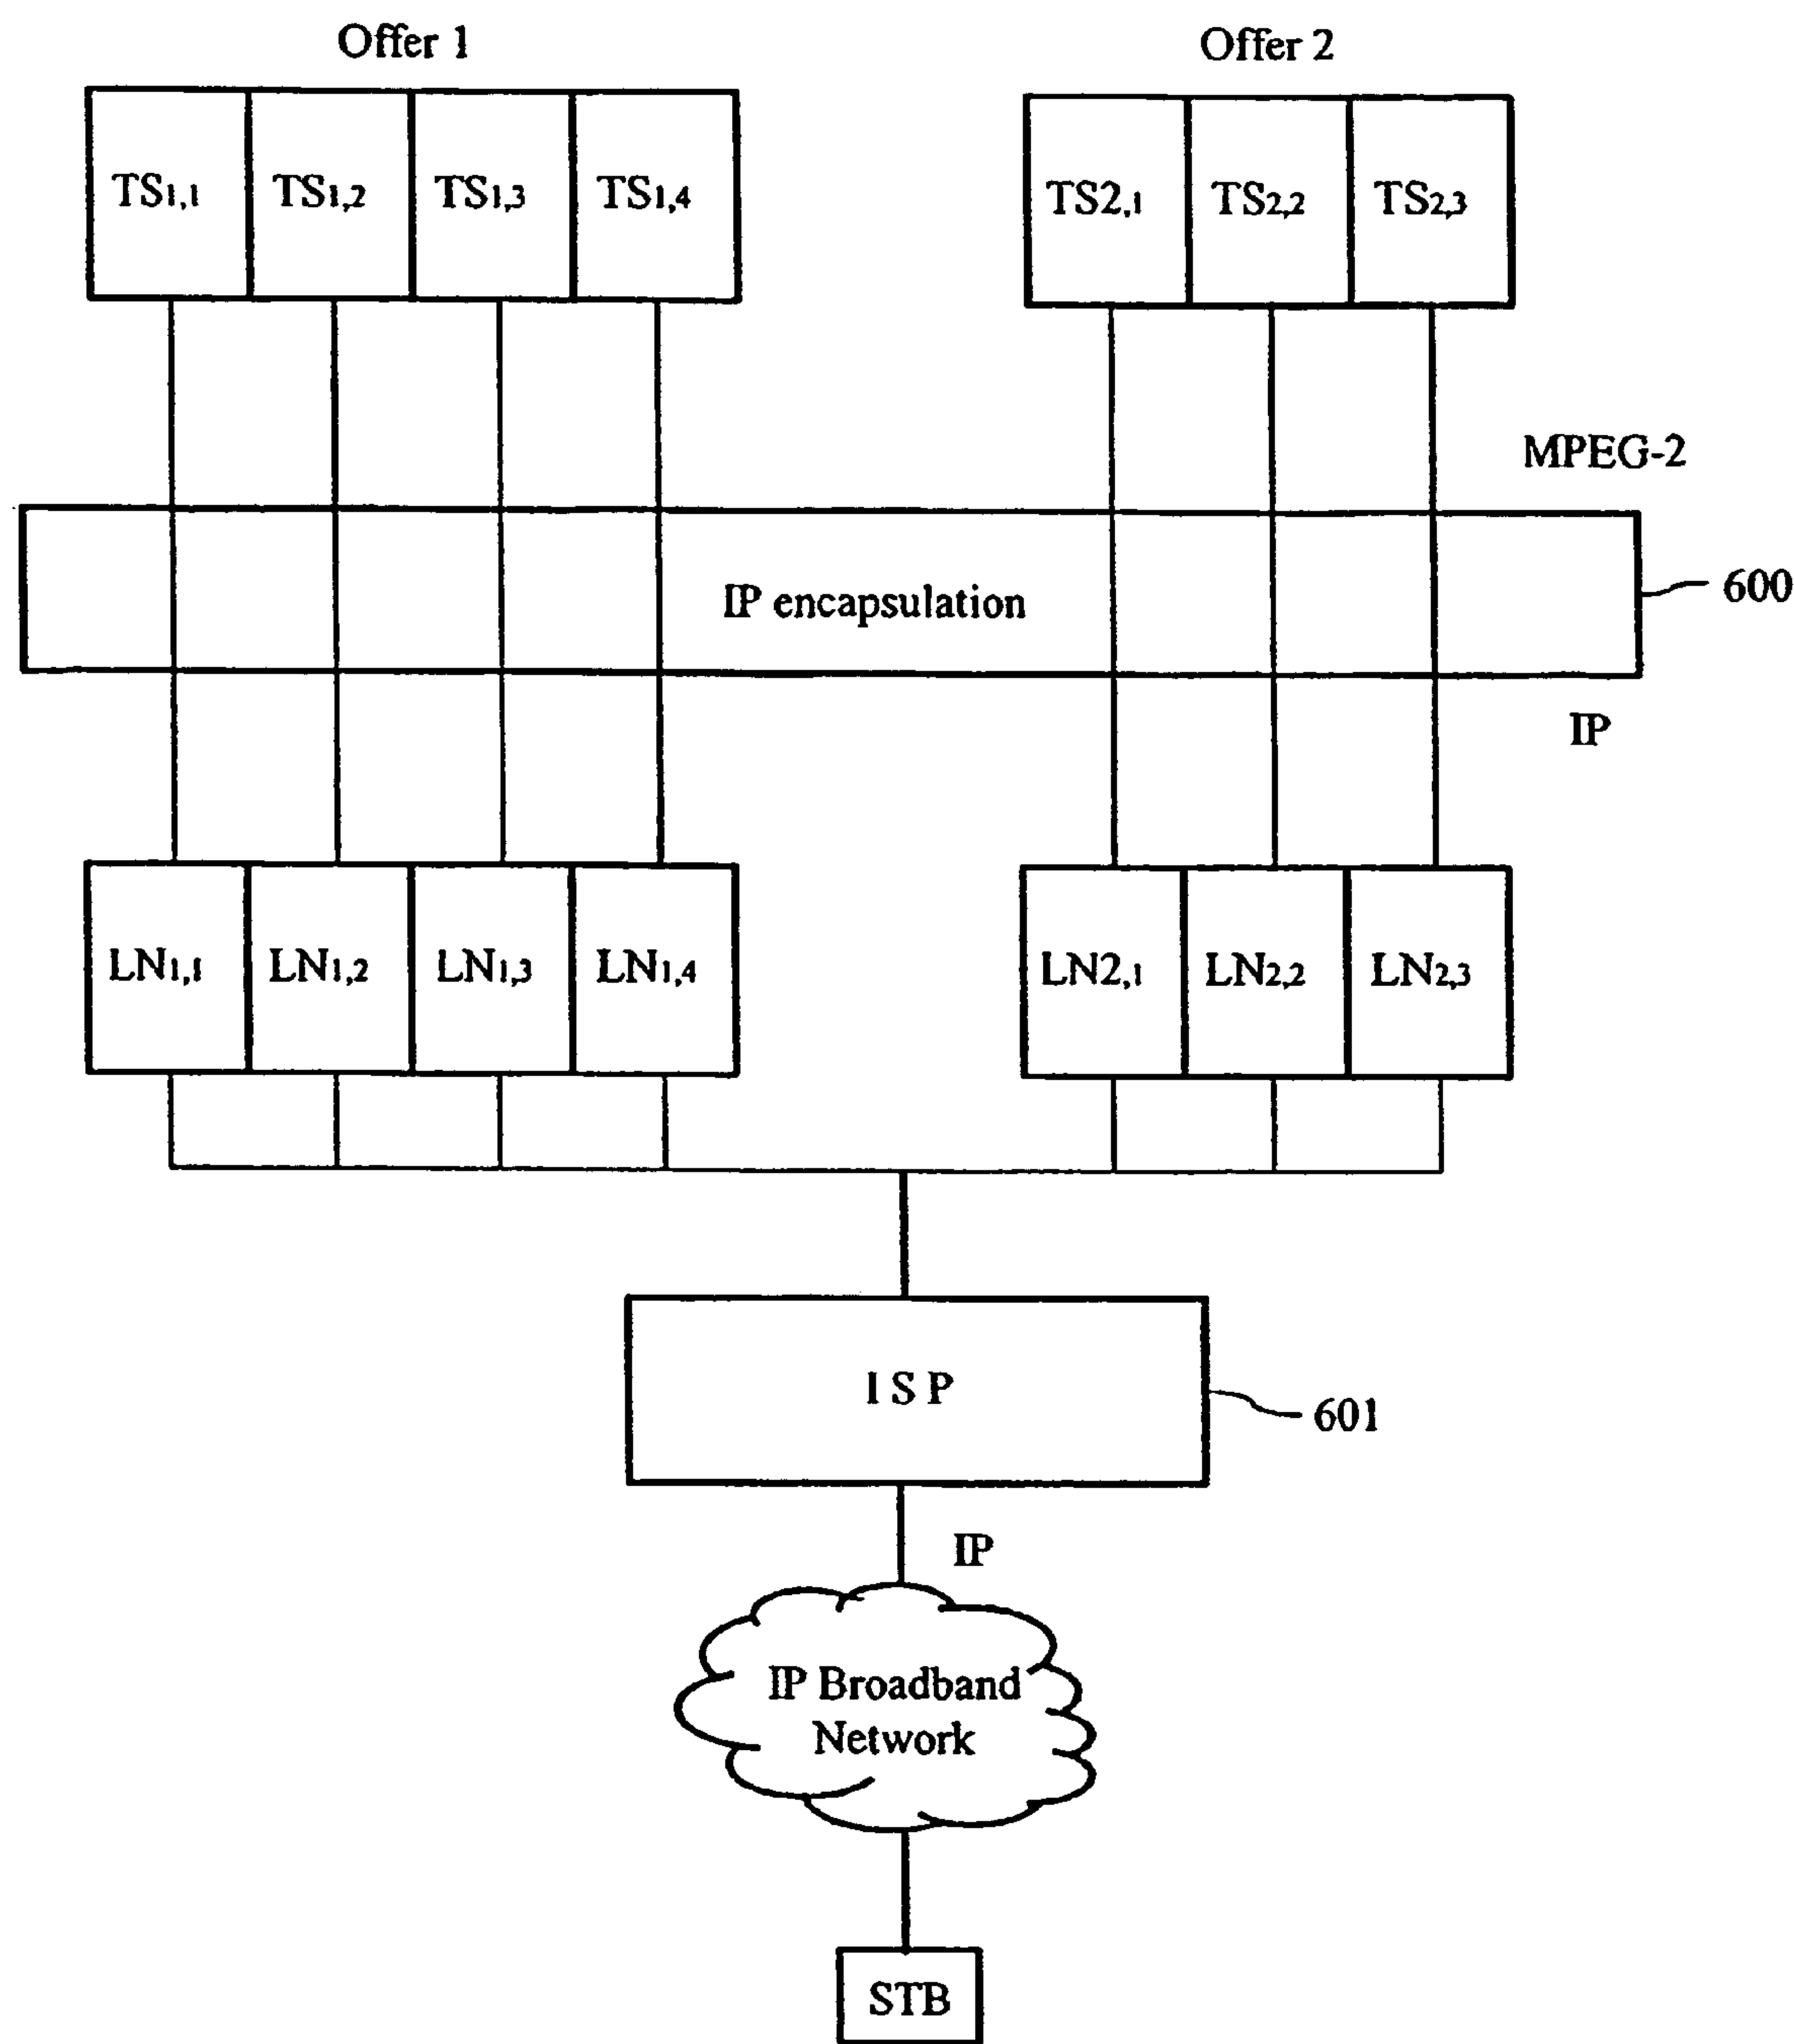 Offer 1 Offer 2
TS1,1 TS1,2 TS1,3 TS1,4 TS2,1 TS2,2 TS2,3
MPEG-2
IP encapsulation 600
IP
LN1,1 LN1,2 LN1,3 LN1,4 LN2,1 LN2,2 LN2,3
I S P 601
IP
IP Broadband
Network
STB